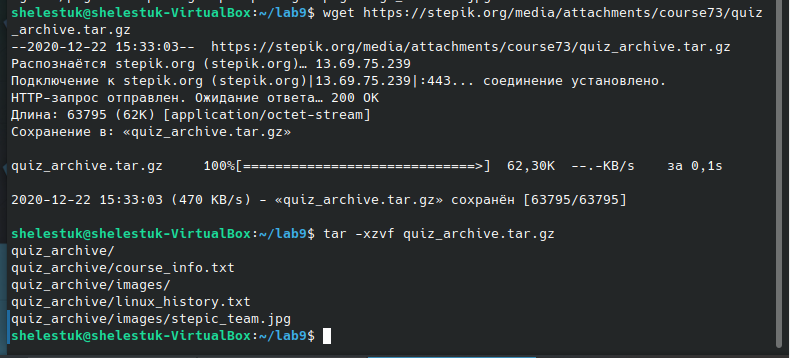 shelestuk@shelestuk-VirtualBox:~/lab9$ wget https://stepik.org/media/attachments/course73/quiz
_archive.tar.gz
--2020-12-22 15:33:03--  https://stepik.org/media/attachments/course73/quiz_archive.tar.gz
Распознаётся stepik.org (stepik.org)… 13.69.75.239
Подключение к stepik.org (stepik.org)|13.69.75.239|:443... соединение установлено.
HTTP-запрос отправлен. Ожидание ответа… 200 OK
Длина: 63795 (62K) [application/octet-stream]
Сохранение в: «quiz_archive.tar.gz»
quiz_archive.tar.gz     100%[=============================>]  62,30K  --.-KB/s    за 0,1s
2020-12-22 15:33:03 (470 KB/s) - «quiz_archive.tar.gz» сохранён [63795/63795]
shelestuk@shelestuk-VirtualBox:~/lab9$ tar -xzvf quiz_archive.tar.gz
quiz_archive/
quiz_archive/course_info.txt
quiz_archive/images/
quiz_archive/linux_history.txt
quiz_archive/images/stepic_team.jpg
shelestuk@shelestuk-VirtualBox:~/lab9$